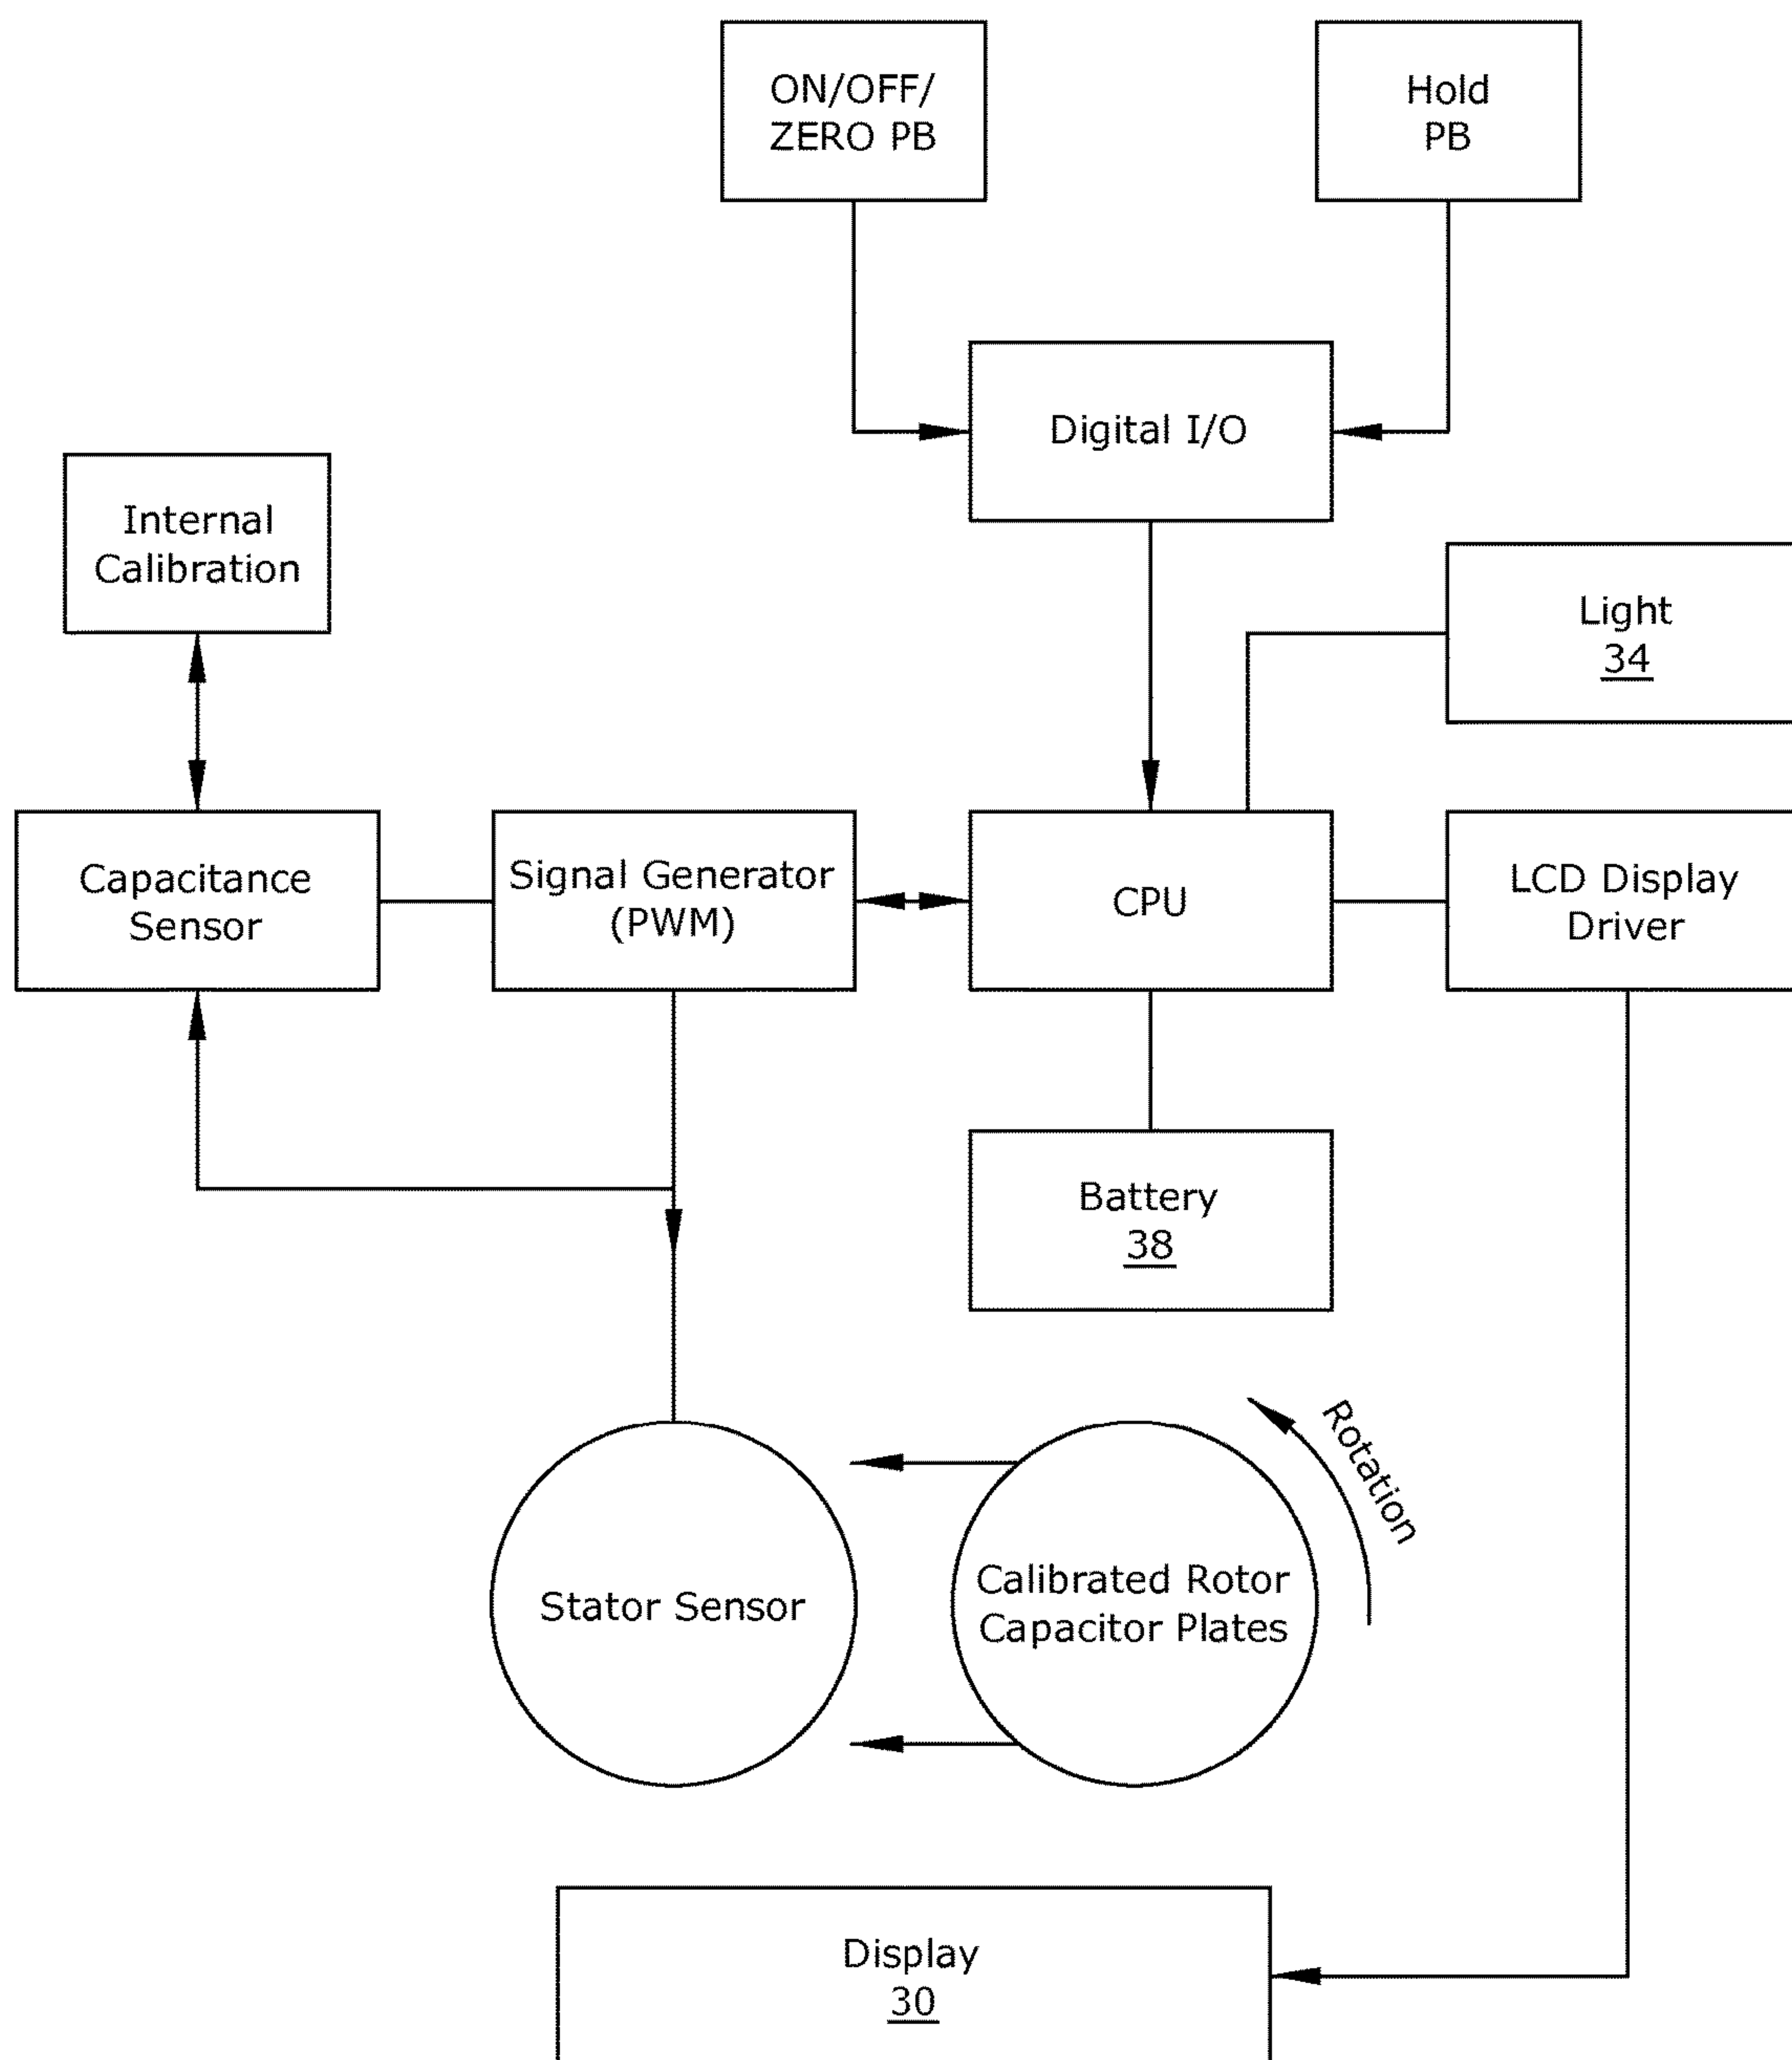 ON/OFF/
ZERO PB
Hold
PB
Digital I/O
Internal
Calibration
Light
34
Capacitance
Sensor
Signal Generator
(PWM)
CPU
LCD Display
Driver
Battery
38
Rotation
Stator Sensor
Calibrated Rotor
Capacitor Plates
Display
30